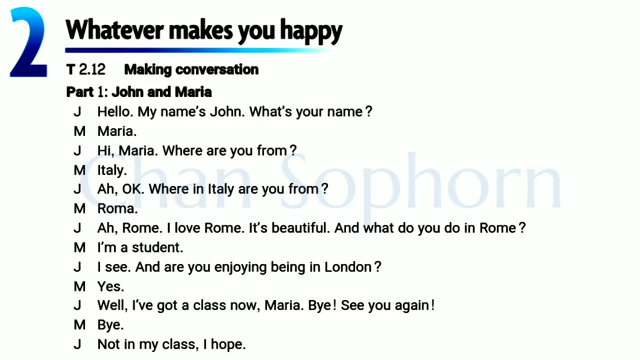 2 Whatever makes you happy
T 2.12 Making conversation
Part 1: John and Maria
J Hello. My name's John. What's your name?
M Maria.
J Hi, Maria. Where are you from?
M Italy.
J Ah, OK. Where in Italy are you from?
M Roma.
J Ah, Rome. I love Rome. It's beautiful. And what do you do in Rome?
M I'm a student.
J I see. And are you enjoying being in London?
M Yes.
J Well, I've got a class now, Maria. Bye! See you again!
M Bye.
J Not in my class, I hope.
Chan Sophorn